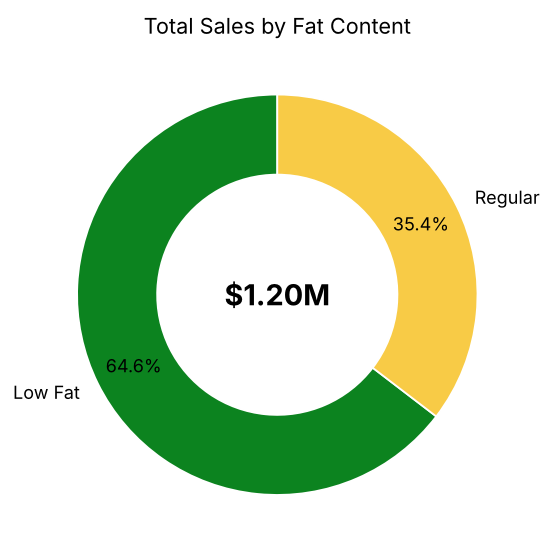 Total Sales by Fat Content
Regular
35.4%
$1.20M
64.6%
Low Fat